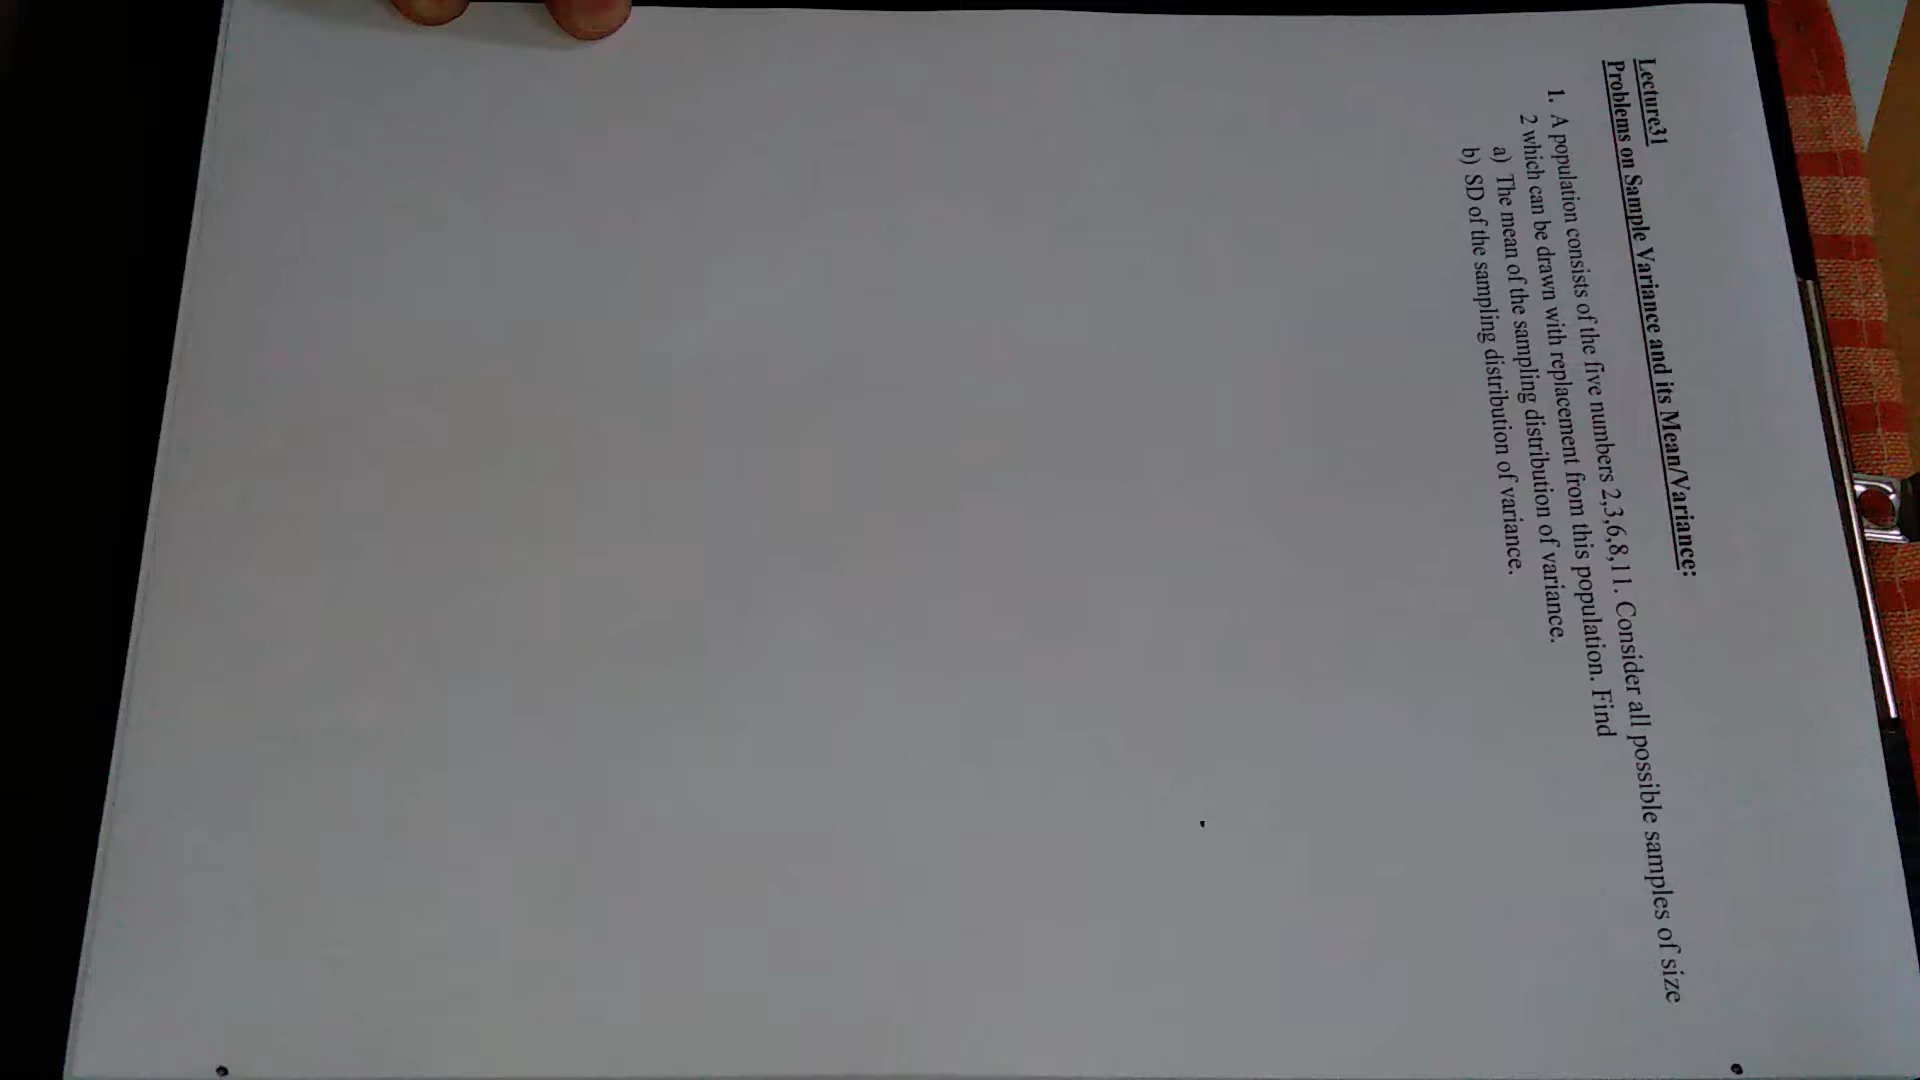 Lecture31
Problems on Sample Variance and its Mean/Variance:
1. A population consists of the five numbers 2,3,6,8,11. Consider all possible samples of size
2 which can be drawn with replacement from this population. Find
a) The mean of the sampling distribution of variance.
b) SD of the sampling distribution of variance.